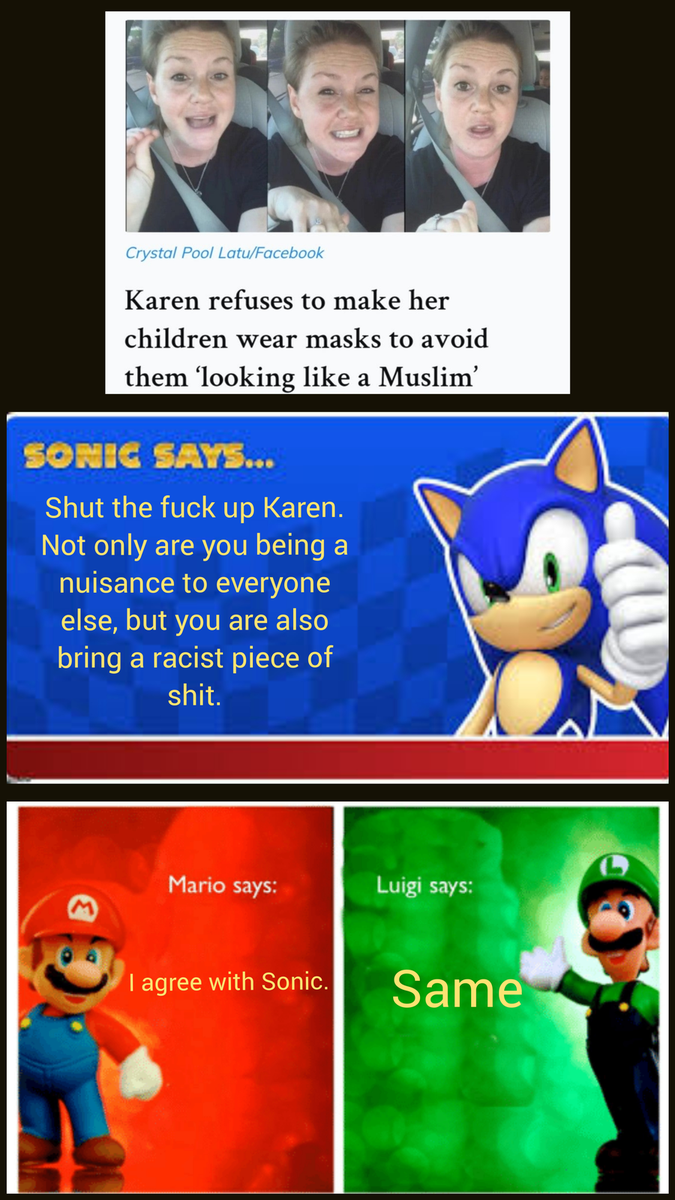 Crystal Pool Latu/Facebook
Karen refuses to make her
children wear masks to avoid
them ‘looking like a Muslim’
SONIC SAYS...
Shut the fuck up Karen.
Not only are you being a
nuisance to everyone
else, but you are also
bring a racist piece of
shit.
Mario says:
I agree with Sonic.
Luigi says:
Same
M
L